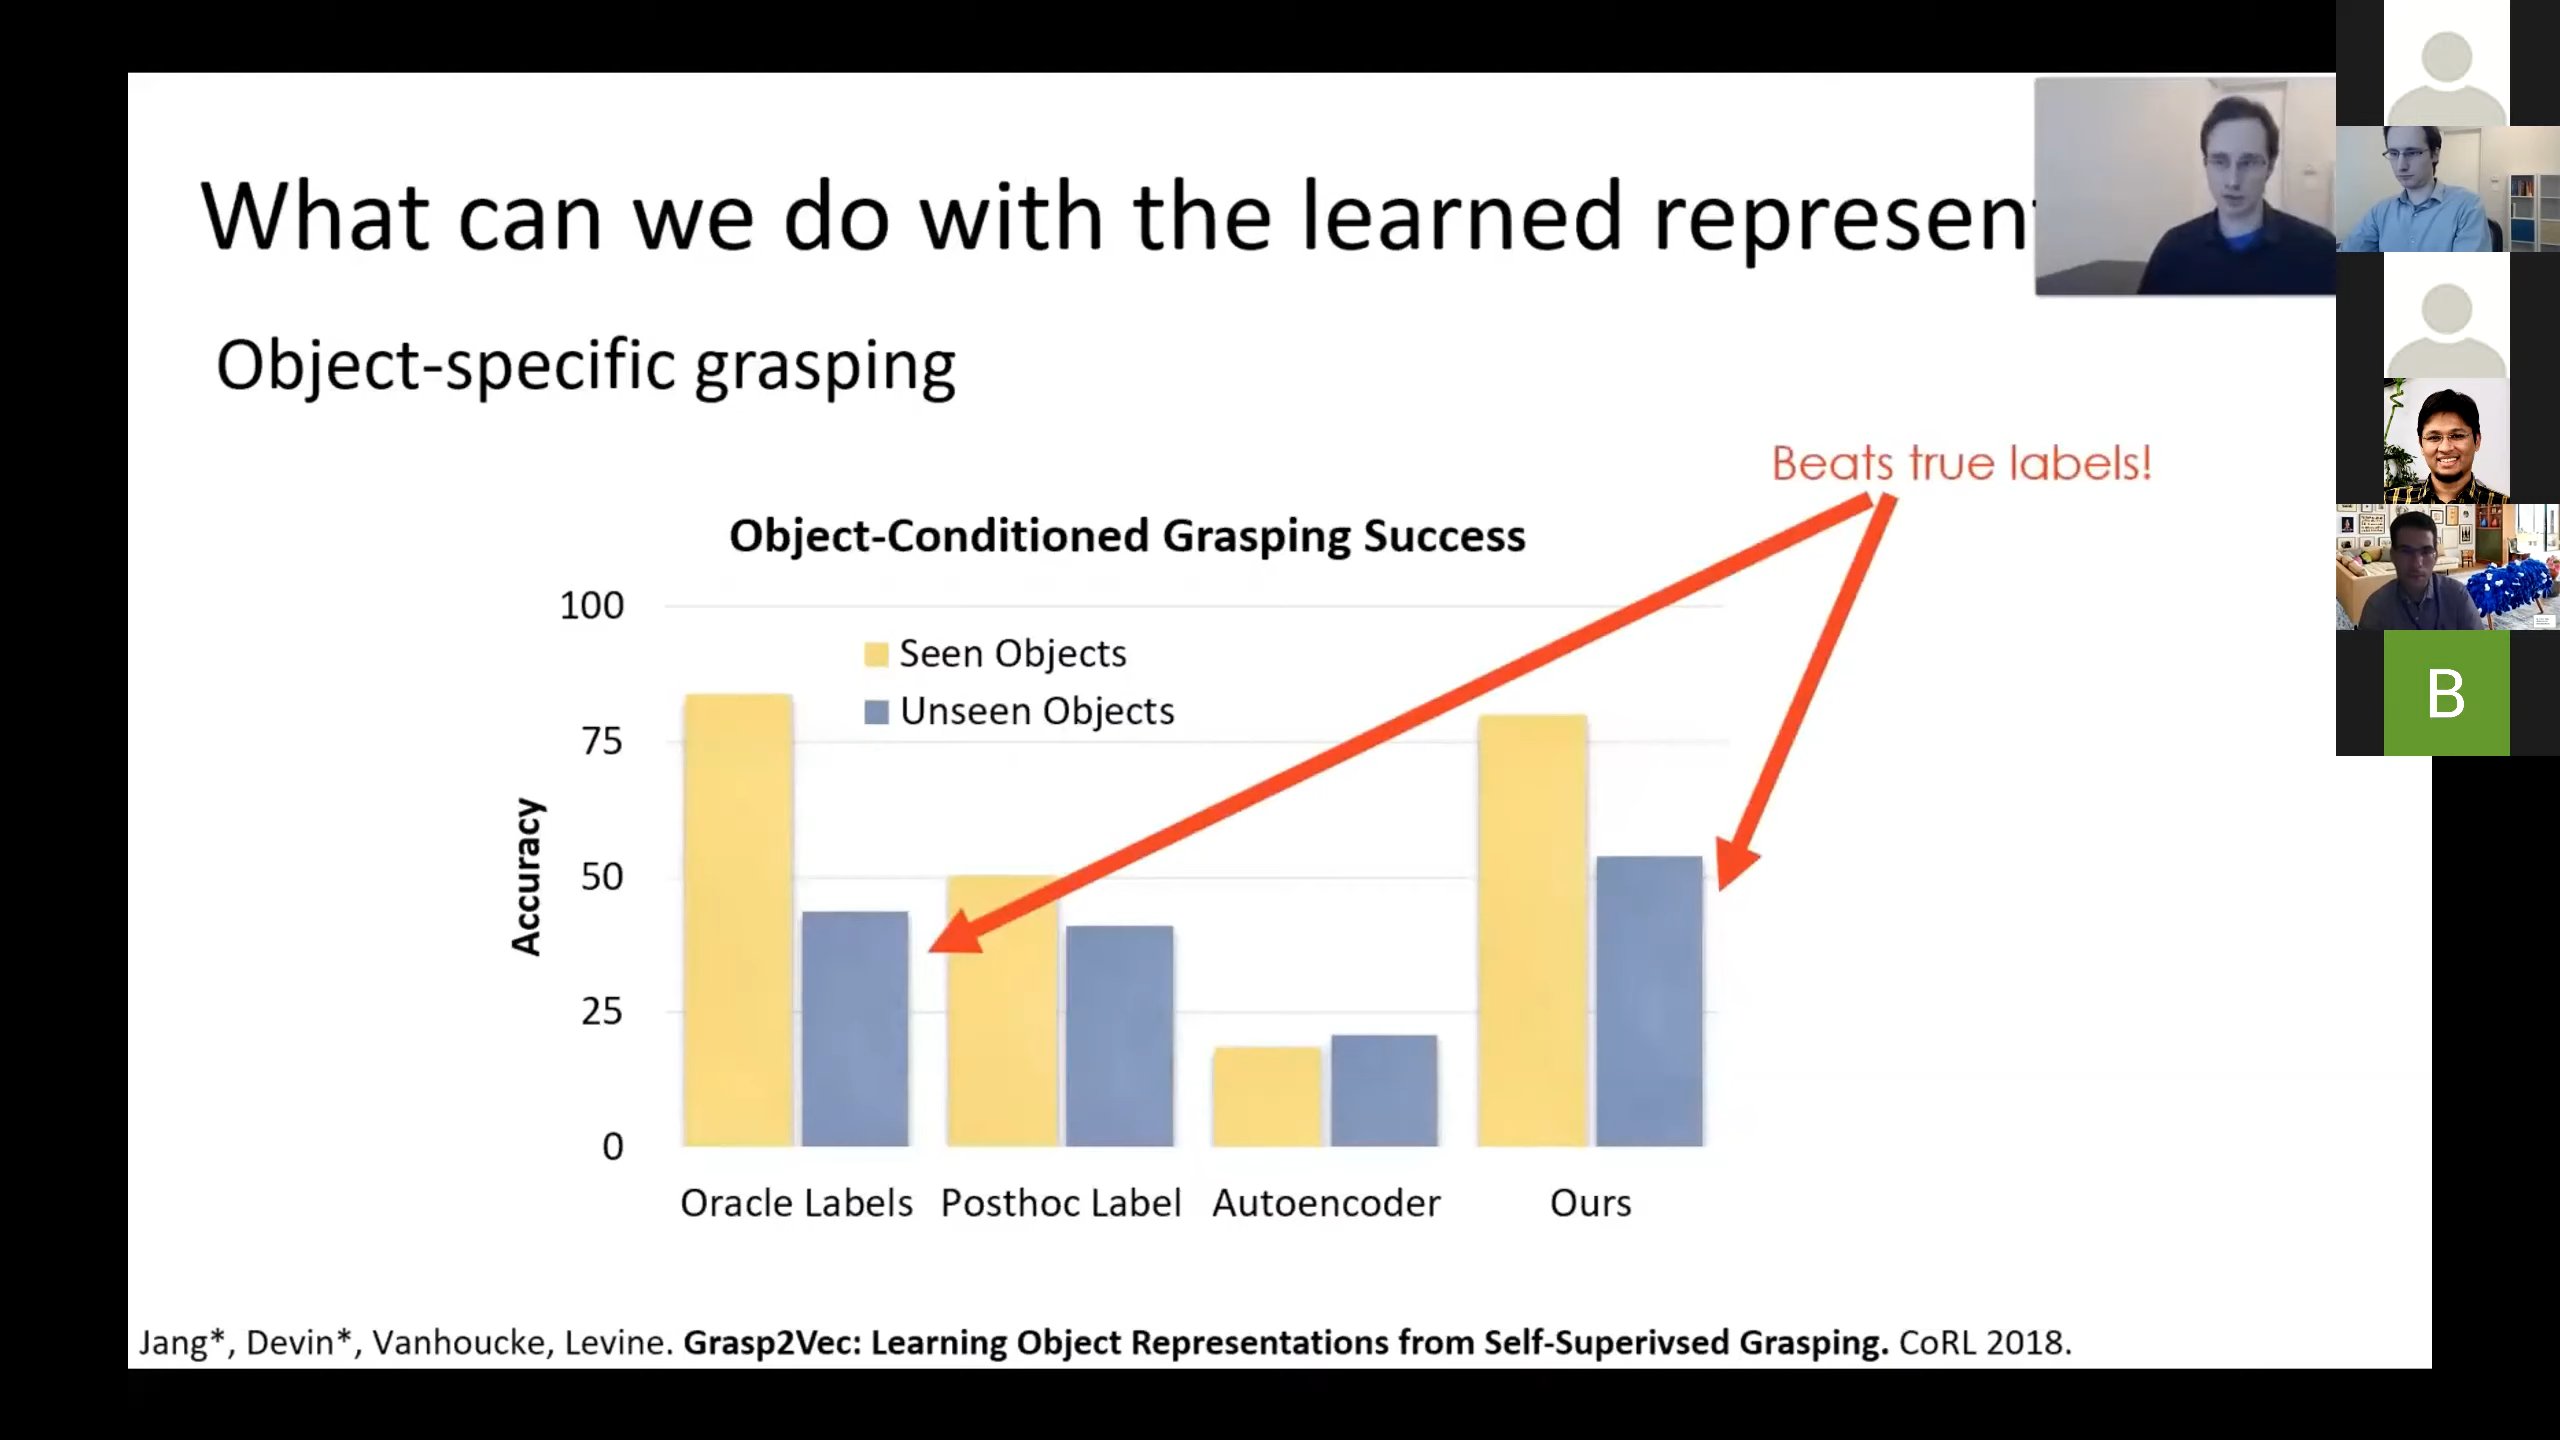 What can we do with the learned represen
Object-specific grasping
Beats true labels!
Object-Conditioned Grasping Success
100
Seen Objects
Unseen Objects
75
50
25
0
Accuracy
Oracle Labels
Posthoc Label
Autoencoder
Ours
Jang*, Devin*, Vanhoucke, Levine. Grasp2Vec: Learning Object Representations from Self-Superivsed Grasping. CoRL 2018.
B